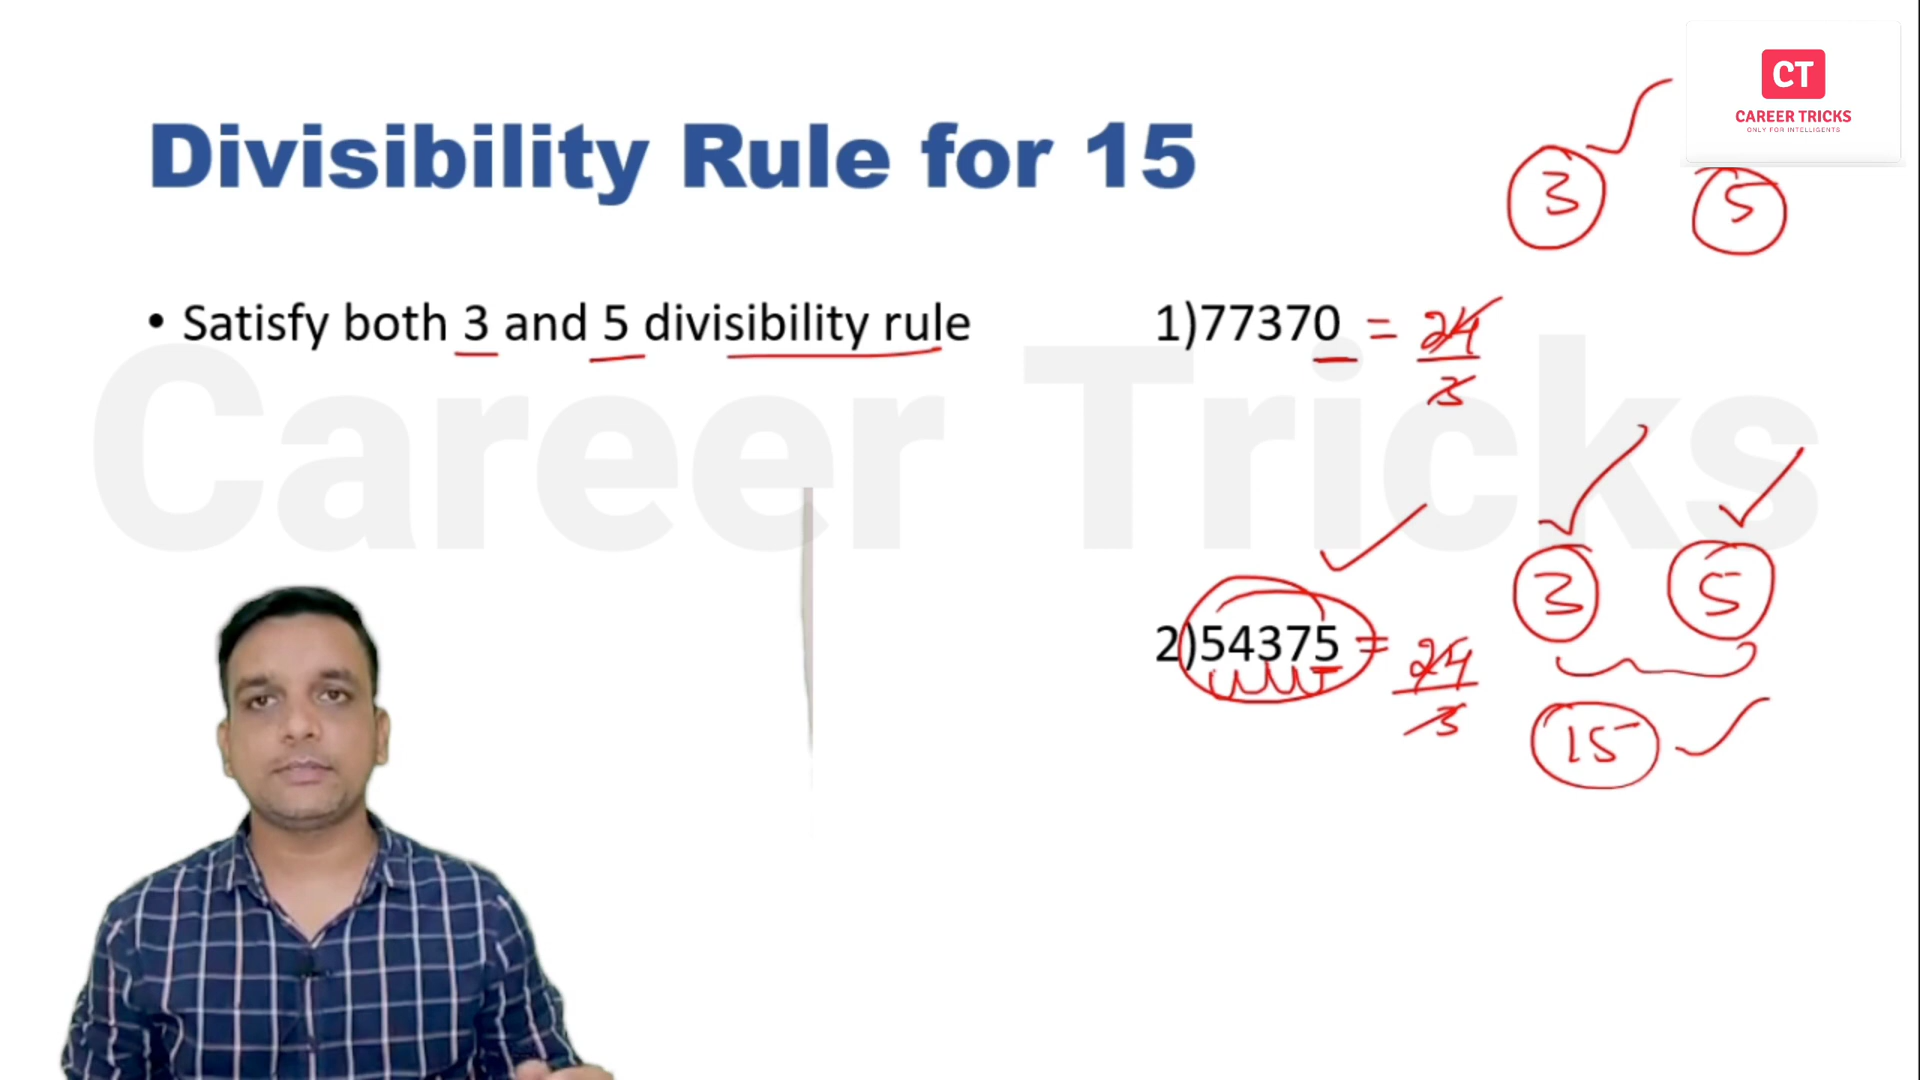 CT
CAREER TRICKS
ONLY FOR INTELLIGENTS
Divisibility Rule for 15
3 5
• Satisfy both 3 and 5 divisibility rule
1)77370 = 24
3
Career Tricks
3 5
2)54375 = 24
3
15